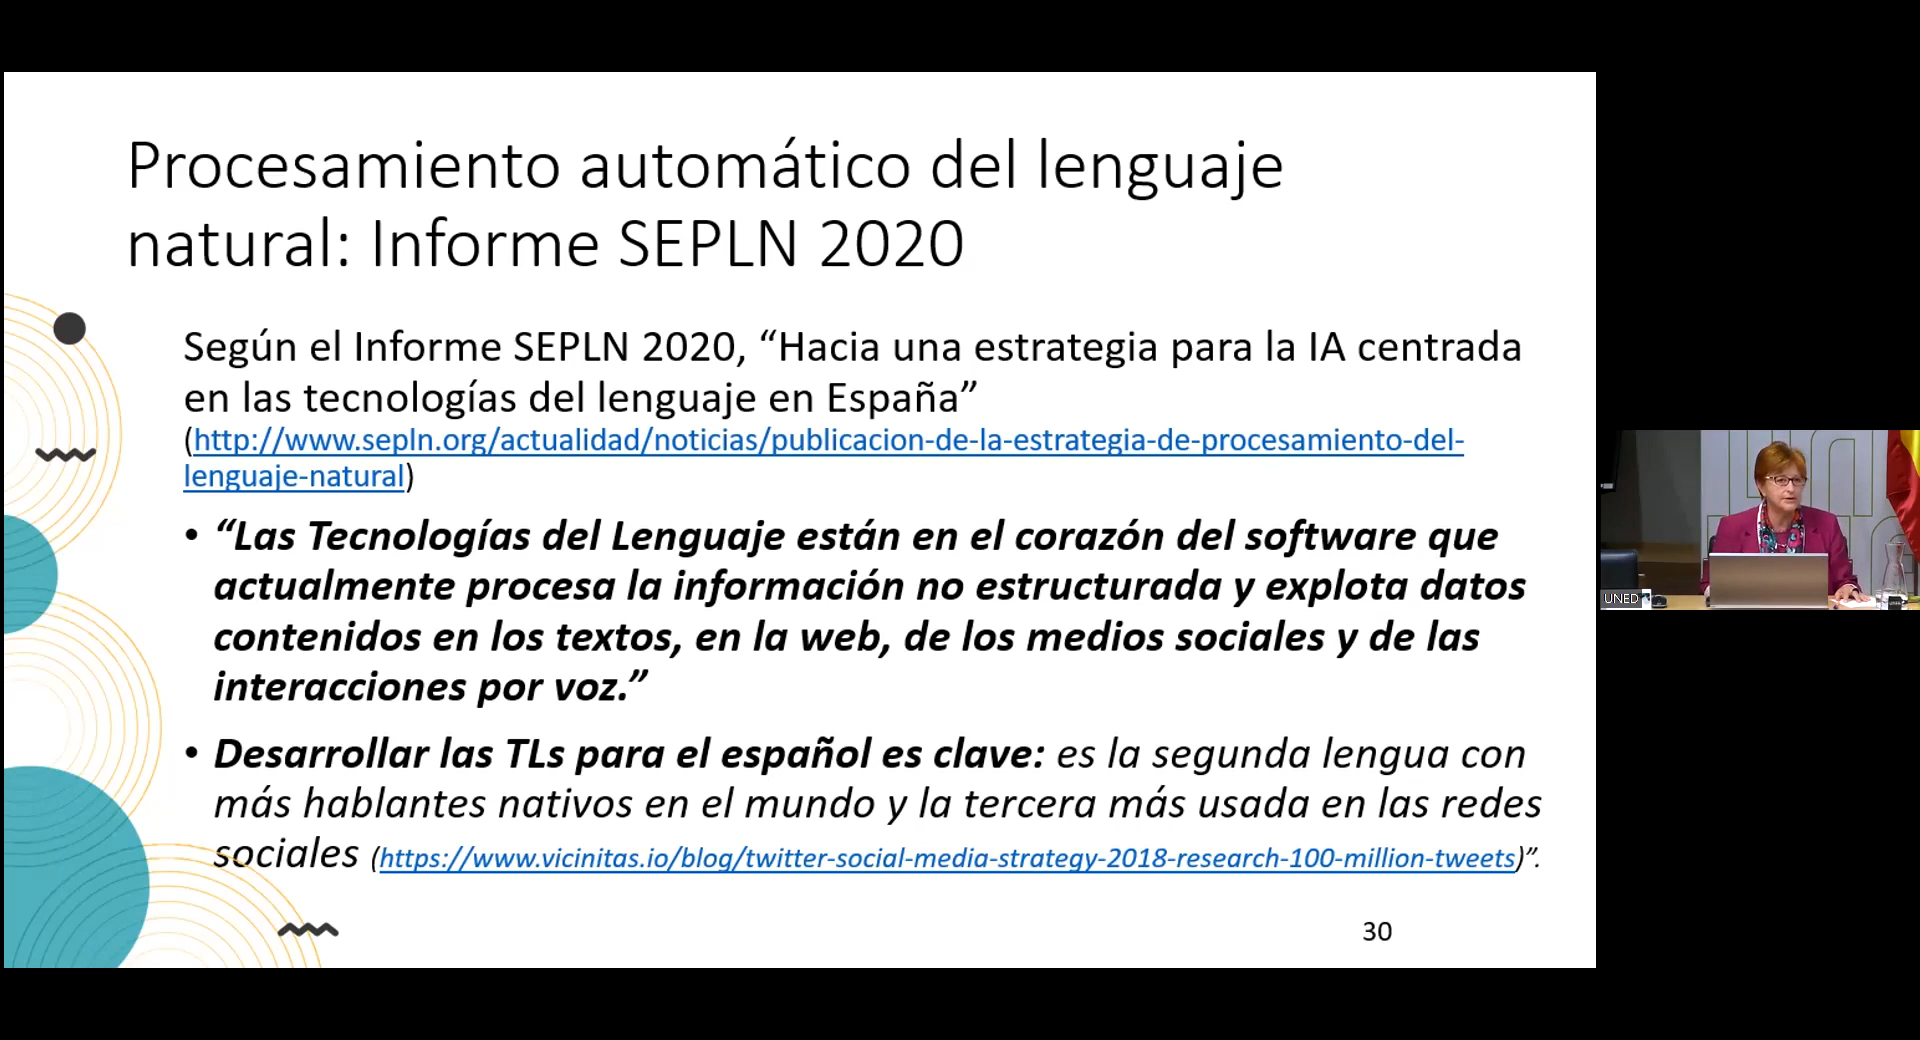 Procesamiento automático del lenguaje
natural: Informe SEPLN 2020
Según el Informe SEPLN 2020, “Hacia una estrategia para la IA centrada
en las tecnologías del lenguaje en España”
(http://www.sepln.org/actualidad/noticias/publicacion-de-la-estrategia-de-procesamiento-del-
lenguaje-natural)
• “Las Tecnologías del Lenguaje están en el corazón del software que
actualmente procesa la información no estructurada y explota datos
contenidos en los textos, en la web, de los medios sociales y de las
interacciones por voz.”
• Desarrollar las TLs para el español es clave: es la segunda lengua con
más hablantes nativos en el mundo y la tercera más usada en las redes
sociales (https://www.vicinitas.io/blog/twitter-social-media-strategy-2018-research-100-million-tweets)”.
30
UNED